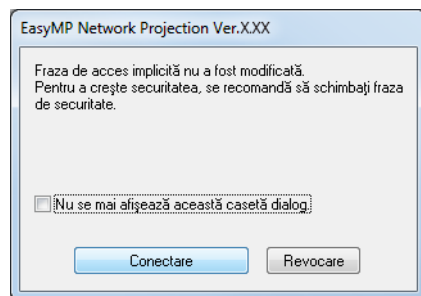 EasyMP Network Projection Ver.X.XX
Fraza de acces implicită nu a fost modificată.
Pentru a creşte securitatea, se recomandă să schimbaţi fraza
de securitate.
Nu se mai afişează această casetă dialog.
Conectare
Revocare